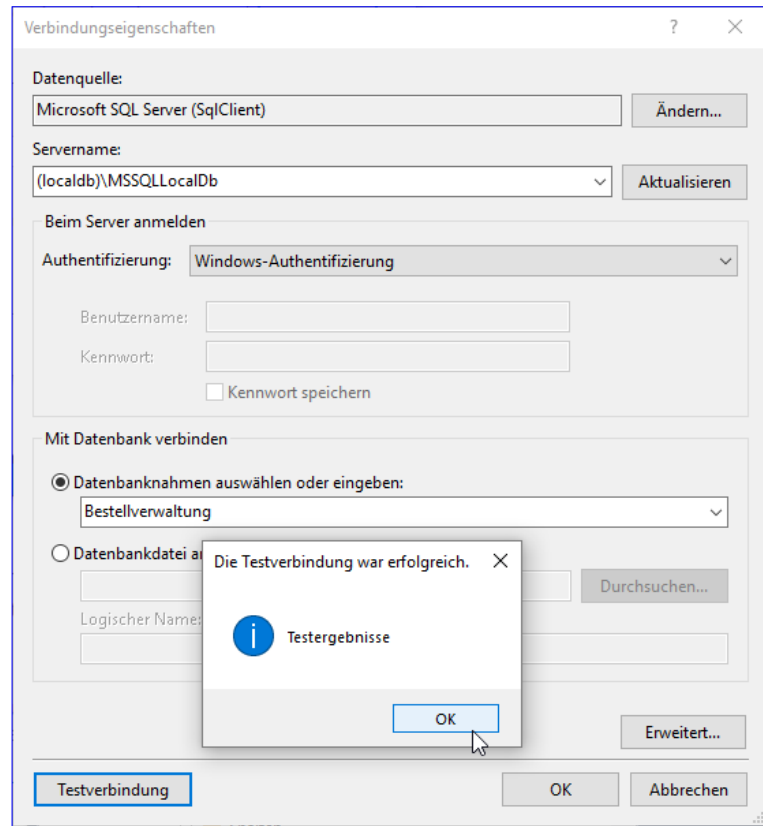 Verbindungseigenschaften ? ×
Datenquelle:
Microsoft SQL Server (SqlClient)
Ändern...
Servername:
(localdb)\MSSQLLocalDb
Aktualisieren
Beim Server anmelden
Authentifizierung: Windows-Authentifizierung
Benutzername:
Kennwort:
Kennwort speichern
Mit Datenbank verbinden
Datenbanknahmen auswählen oder eingeben:
Bestellverwaltung
Datenbankdatei
Durchsuchen...
Logischer Name:
Die Testverbindung war erfolgreich. ×
Testergebnisse
OK
Erweitert...
Testverbindung
OK
Abbrechen